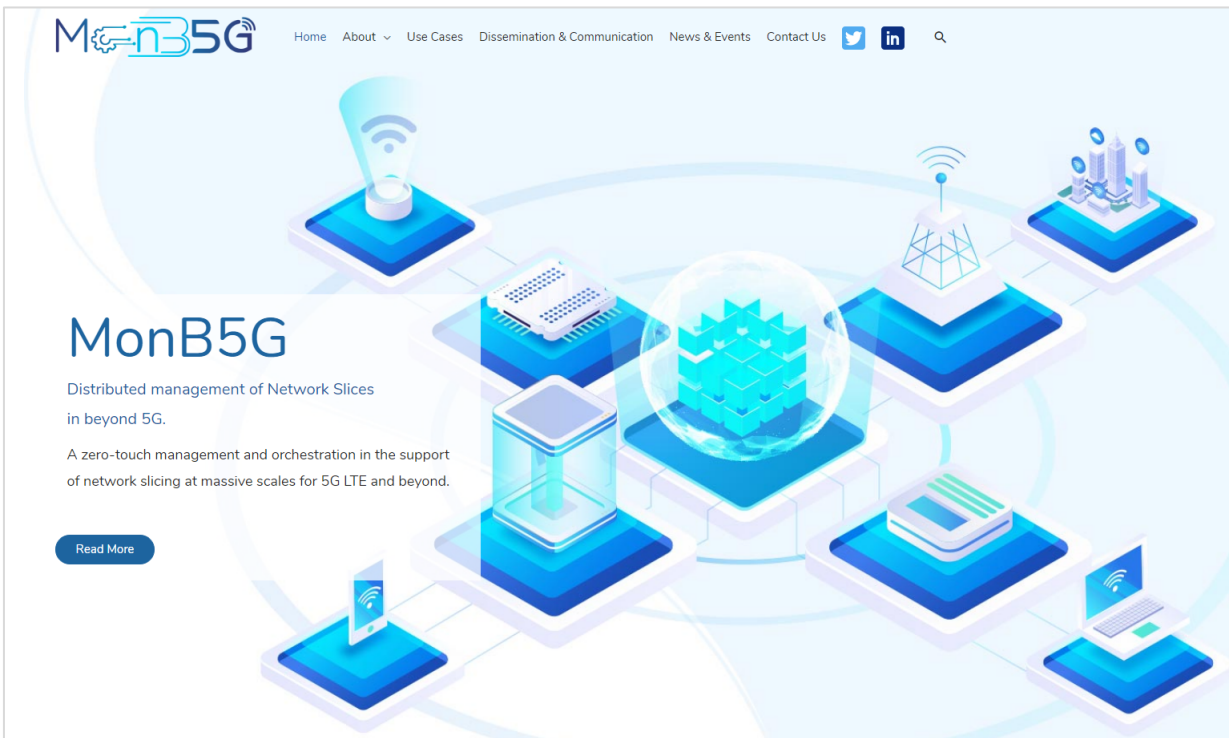 MonB5G
Home About Use Cases Dissemination & Communication News & Events Contact Us in
MonB5G
Distributed management of Network Slices
in beyond 5G.
A zero-touch management and orchestration in the support
of network slicing at massive scales for 5G LTE and beyond.
Read More